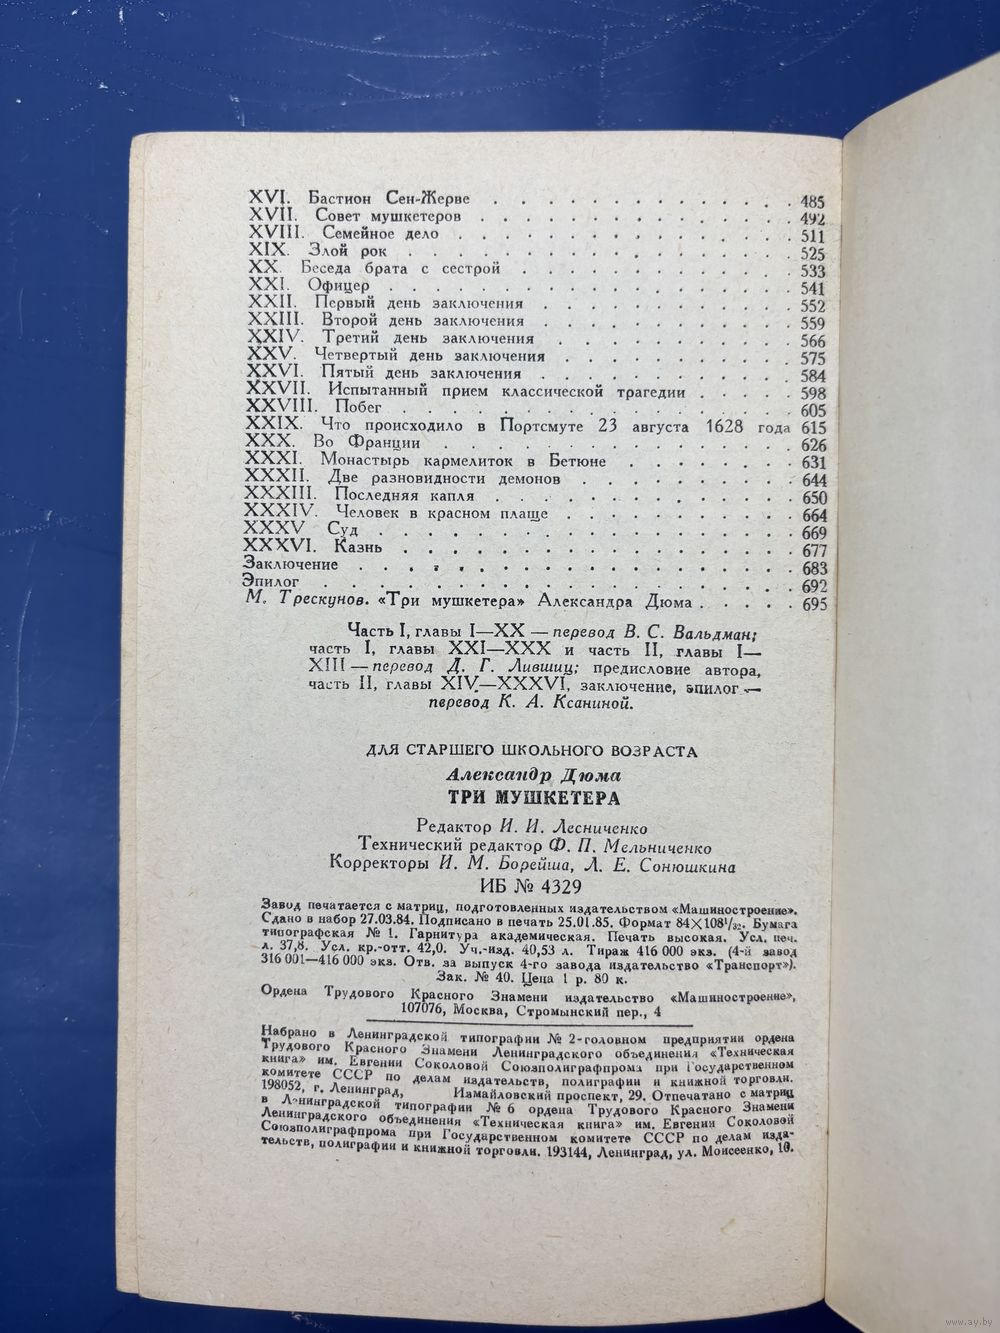 XVI. Бастион Сен-Жерве . . . . . . . . . . . . . . 485
XVII. Совет мушкетеров . . . . . . . . . . . . . . 492
XVIII. Семейное дело . . . . . . . . . . . . . . . 511
XIX. Злой рок . . . . . . . . . . . . . . . . . . 525
XX. Беседа брата с сестрой . . . . . . . . . . . . 533
XXI. Офицер . . . . . . . . . . . . . . . . . . . 541
XXII. Первый день заключения . . . . . . . . . . . 552
XXIII. Второй день заключения . . . . . . . . . . . 559
XXIV. Третий день заключения . . . . . . . . . . . 566
XXV. Четвертый день заключения . . . . . . . . . . 575
XXVI. Пятый день заключения . . . . . . . . . . . . 584
XXVII. Испытанный прием классической трагедии . . . . . 598
XXVIII. Побег . . . . . . . . . . . . . . . . . . 605
XXIX. Что происходило в Портсмуте 23 августа 1628 года 615
XXX. Во Франции . . . . . . . . . . . . . . . . . 626
XXXI. Монастырь кармелиток в Бетюне . . . . . . . . 631
XXXII. Две разновидности демонов . . . . . . . . . . 644
XXXIII. Последняя капля . . . . . . . . . . . . . . 650
XXXIV. Человек в красном плаще . . . . . . . . . . . 664
XXXV Суд . . . . . . . . . . . . . . . . . . . . 669
XXXVI. Казнь . . . . . . . . . . . . . . . . . . . 677
Заключение . . . . . . . . . . . . . . . . . . . . 683
Эпилог . . . . . . . . . . . . . . . . . . . . . . 692
М. Трескунов. «Три мушкетера» Александра Дюма . . . . . 695
Часть I, главы I—XX — перевод В. С. Вальдман;
часть I, главы XXI—XXX и часть II, главы I—
XIII — перевод Д. Г. Лившиц; предисловие автора,
часть II, главы XIV—XXXVI, заключение, эпилог —
перевод К. А. Ксаниной.
ДЛЯ СТАРШЕГО ШКОЛЬНОГО ВОЗРАСТА
Александр Дюма
ТРИ МУШКЕТЕРА
Редактор И. И. Лесниченко
Технический редактор Ф. П. Мельниченко
Корректоры И. М. Борейша, Л. Е. Сонюшкина
ИБ № 4329
Завод печатается с матриц, подготовленных издательством «Машиностроение».
Сдано в набор 27.03.84. Подписано в печать 25.01.85. Формат 84×108¹/₃₂. Бумага
типографская № 1. Гарнитура академическая. Печать высокая. Усл. печ.
л. 37,8. Усл. кр.-отт. 42,0. Уч.-изд. 40,53 л. Тираж 416 000 экз. (4-й завод
316 001—416 000 экз. Отв. за выпуск 4-го завода издательство «Транспорт»).
Зак. № 40. Цена 1 р. 80 к.
Ордена Трудового Красного Знамени издательство «Машиностроение»,
107076, Москва, Стромынский пер., 4
Набрано в Ленинградской типографии № 2-головном предприятии ордена
Трудового Красного Знамени Ленинградского объединения «Техническая
книга» им. Евгении Соколовой Союзполиграфпрома при Государственном
комитете СССР по делам издательств, полиграфии и книжной торговли.
198052, г. Ленинград, Измайловский проспект, 29. Отпечатано с матриц
в Ленинградской типографии № 6 ордена Трудового Красного Знамени
Ленинградского объединения «Техническая книга» им. Евгении Соколовой
Союзполиграфпрома при Государственном комитете СССР по делам изда-
тельств, полиграфии и книжной торговли. 193144, Ленинград, ул. Моисеенко, 10.
www.ay.by